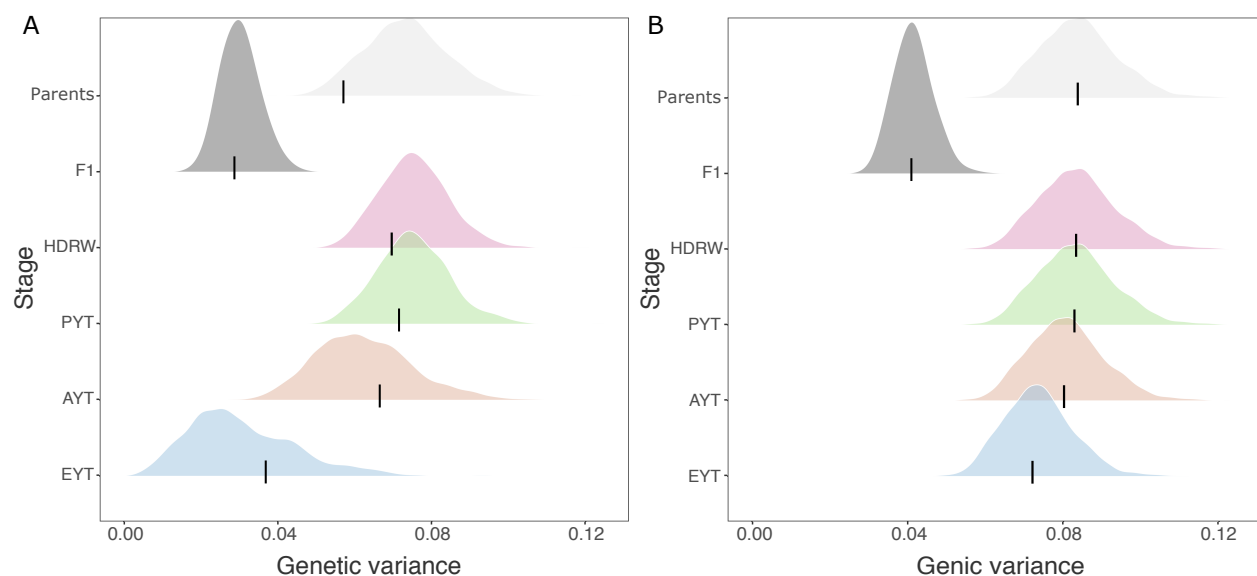 A
Stage
Parents
F1
HDRW
PYT
AYT
EYT
0.00 0.04 0.08 0.12
Genetic variance
B
Stage
Parents
F1
HDRW
PYT
AYT
EYT
0.00 0.04 0.08 0.12
Genic variance